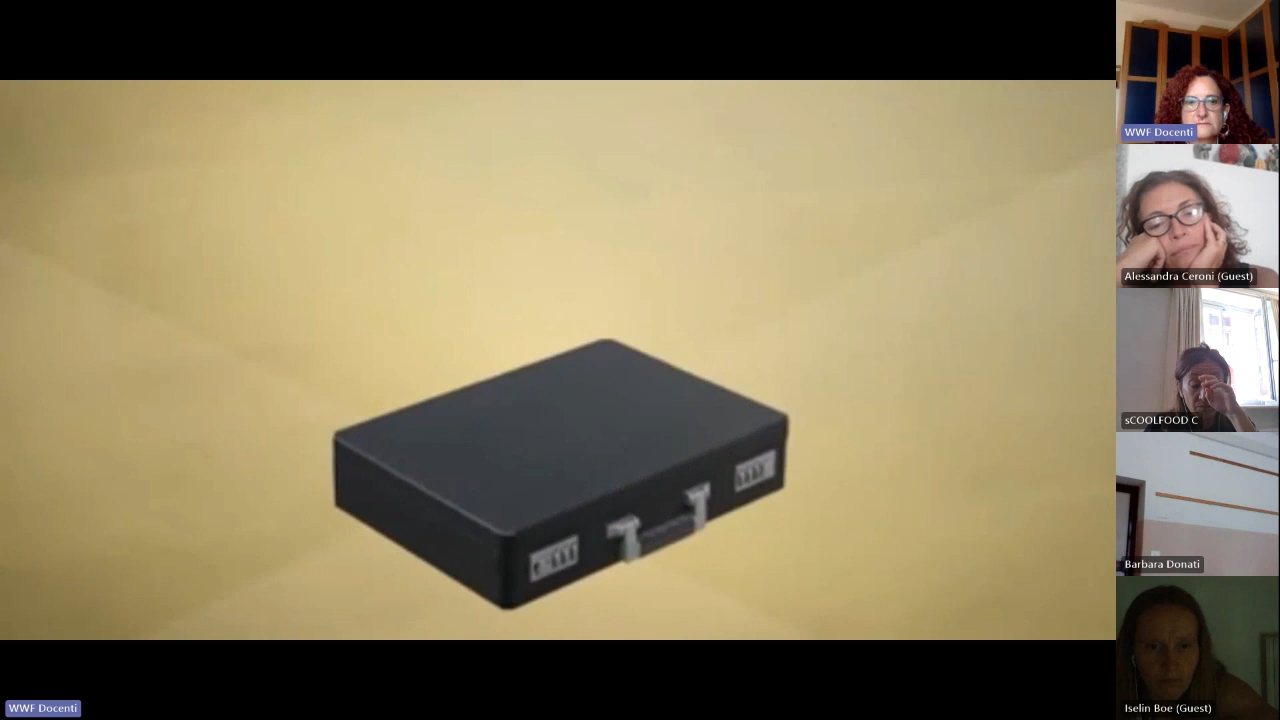 WWF Docenti
Alessandra Ceroni (Guest)
sCOOLFOOD C
Barbara Donati
Iselin Boe (Guest)
WWF Docenti